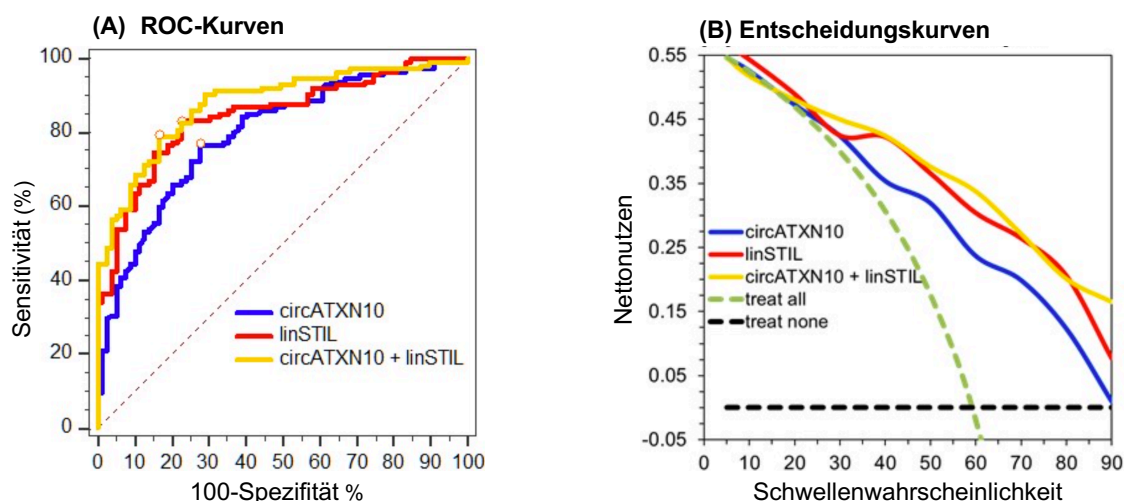 (A) ROC-Kurven
Sensitivität (%)
100
80
60
40
20
0
circATXN10
linSTIL
circATXN10 + linSTIL
0 10 20 30 40 50 60 70 80 90 100
100-Spezifität %
(B) Entscheidungskurven
Nettonutzen
0.55
0.45
0.35
0.25
0.15
0.05
-0.05
circATXN10
linSTIL
circATXN10 + linSTIL
treat all
treat none
0 10 20 30 40 50 60 70 80 90
Schwellenwahrscheinlichkeit